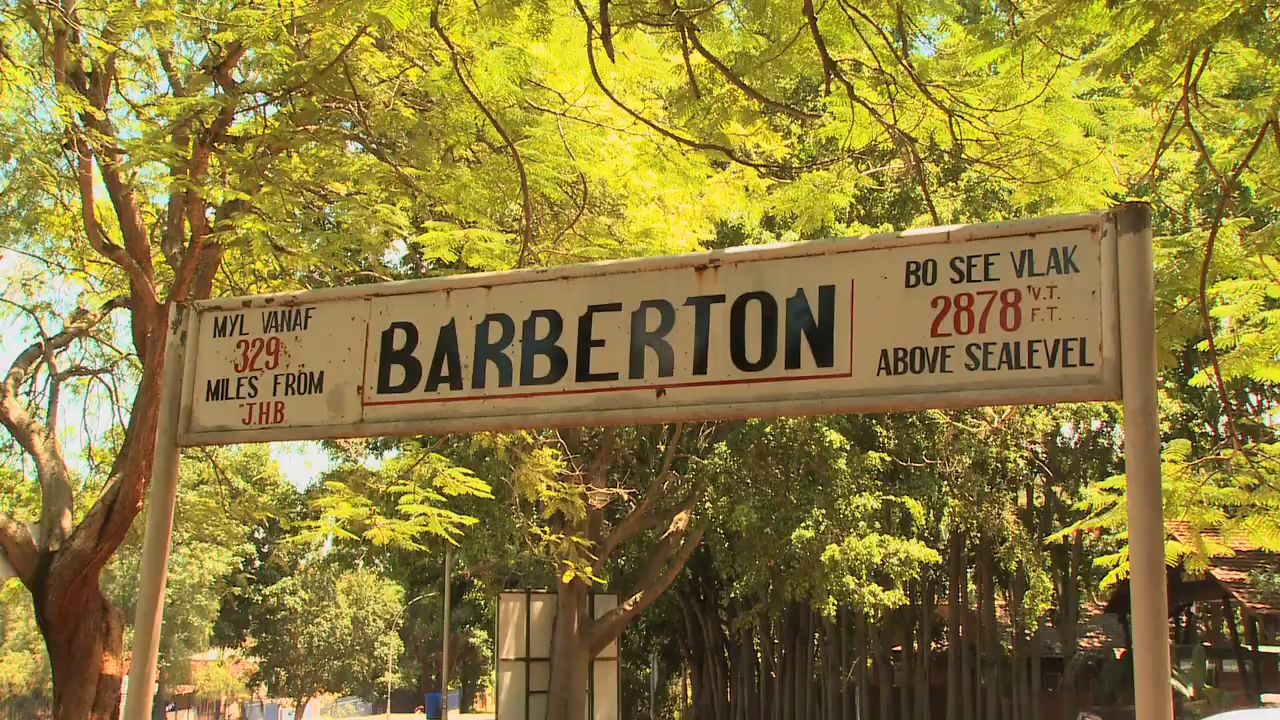 MYL VANAF
329
MILES FROM
J.H.B.
BARBERTON
BO SEE VLAK
2878 V.T.
F.T.
ABOVE SEALEVEL